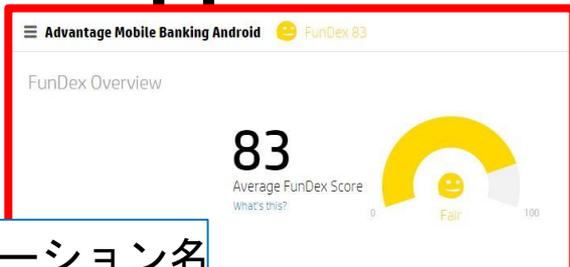 Advantage Mobile Banking Android FunDex 83
FunDex Overview
83
Average FunDex Score
What's this?
0 Fair 100
ーション名